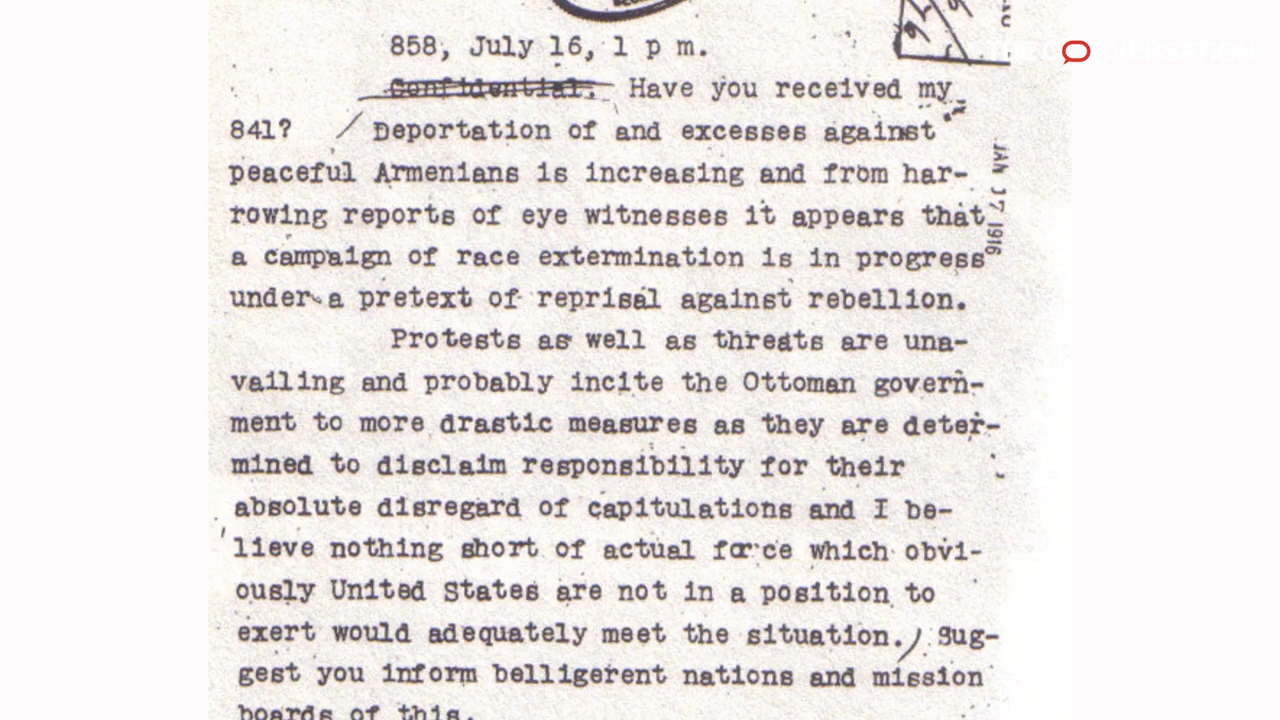 858, July 16, 1 p m.
Confidential. Have you received my
841? Deportation of and excesses against
peaceful Armenians is increasing and from har-
rowing reports of eye witnesses it appears that
a campaign of race extermination is in progress
under a pretext of reprisal against rebellion.
Protests as well as threats are una-
vailing and probably incite the Ottoman govern-
ment to more drastic measures as they are deter-
mined to disclaim responsibility for their
absolute disregard of capitulations and I be-
lieve nothing short of actual force which obvi-
ously United States are not in a position to
exert would adequately meet the situation. Sug-
gest you inform belligerent nations and mission
boards of this.
JAN 17 1916
CONVERSATION